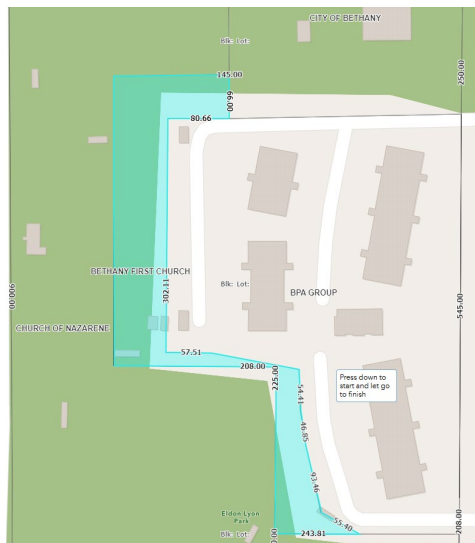 CITY OF BETHANY
Blk: Lot:
145.00
66.00
250.00
80.66
BETHANY FIRST CHURCH
302.11
Blk: Lot:
BPA GROUP
900.00
545.00
CHURCH OF NAZARENE
57.51
208.00
225.00
54.41
Press down to
start and let go
to finish
46.85
93.46
55.40
Eldon Lyon
Park
208.00
Blk: Lot:
243.81